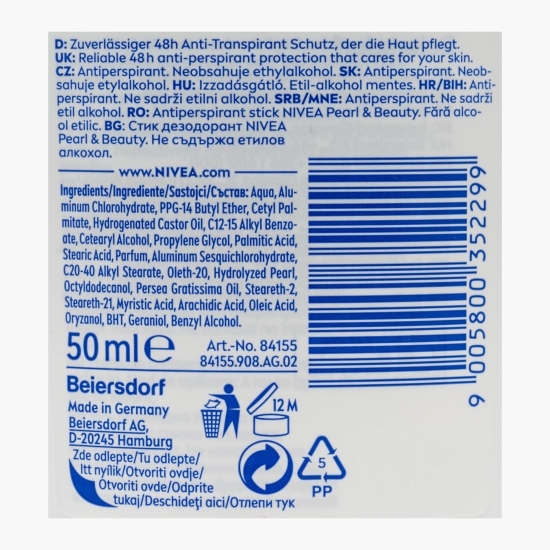 D: Zuverlässiger 48h Anti-Transpirant Schutz, der die Haut pflegt.
UK: Reliable 48h anti-perspirant protection that cares for your skin.
CZ: Antiperspirant. Neobsahuje ethylalkohol. SK: Antiperspirant. Neob-
sahuje etylalkohol. HU: Izzadásgátló. Etil-alkohol mentes. HR/BIH: Anti-
perspirant. Ne sadrži etilni alkohol. SRB/MNE: Antiperspirant. Ne sadrži
etil alkohol. RO: Antiperspirant stick NIVEA Pearl & Beauty. Fără alco-
ol etilic. BG: Стик дезодорант NIVEA
Pearl & Beauty. Не съдържа етилов
алкохол.
www.NIVEA.com
Ingredients/Ingrediente/Sastojci/Състав: Aqua, Alu-
minum Chlorohydrate, PPG-14 Butyl Ether, Cetyl Pal-
mitate, Hydrogenated Castor Oil, C12-15 Alkyl Benzo-
ate, Cetearyl Alcohol, Propylene Glycol, Palmitic Acid,
Stearic Acid, Parfum, Aluminum Sesquichlorohydrate,
C20-40 Alkyl Stearate, Oleth-20, Hydrolyzed Pearl,
Octyldodecanol, Persea Gratissima Oil, Steareth-2,
Steareth-21, Myristic Acid, Arachidic Acid, Oleic Acid,
Oryzanol, BHT, Geraniol, Benzyl Alcohol.
50 ml e
Art.-No. 84155
84155.908.AG.02
9 005800 352299
Beiersdorf
Made in Germany
Beiersdorf AG,
D-20245 Hamburg
12 M
Zde odlepte/Tu odlepte/
Itt nyílik/Otvoriti ovdje/
Otvoriti ovde/Odprite
tukaj/Deschideţi aici/Отлепи тук
5
PP